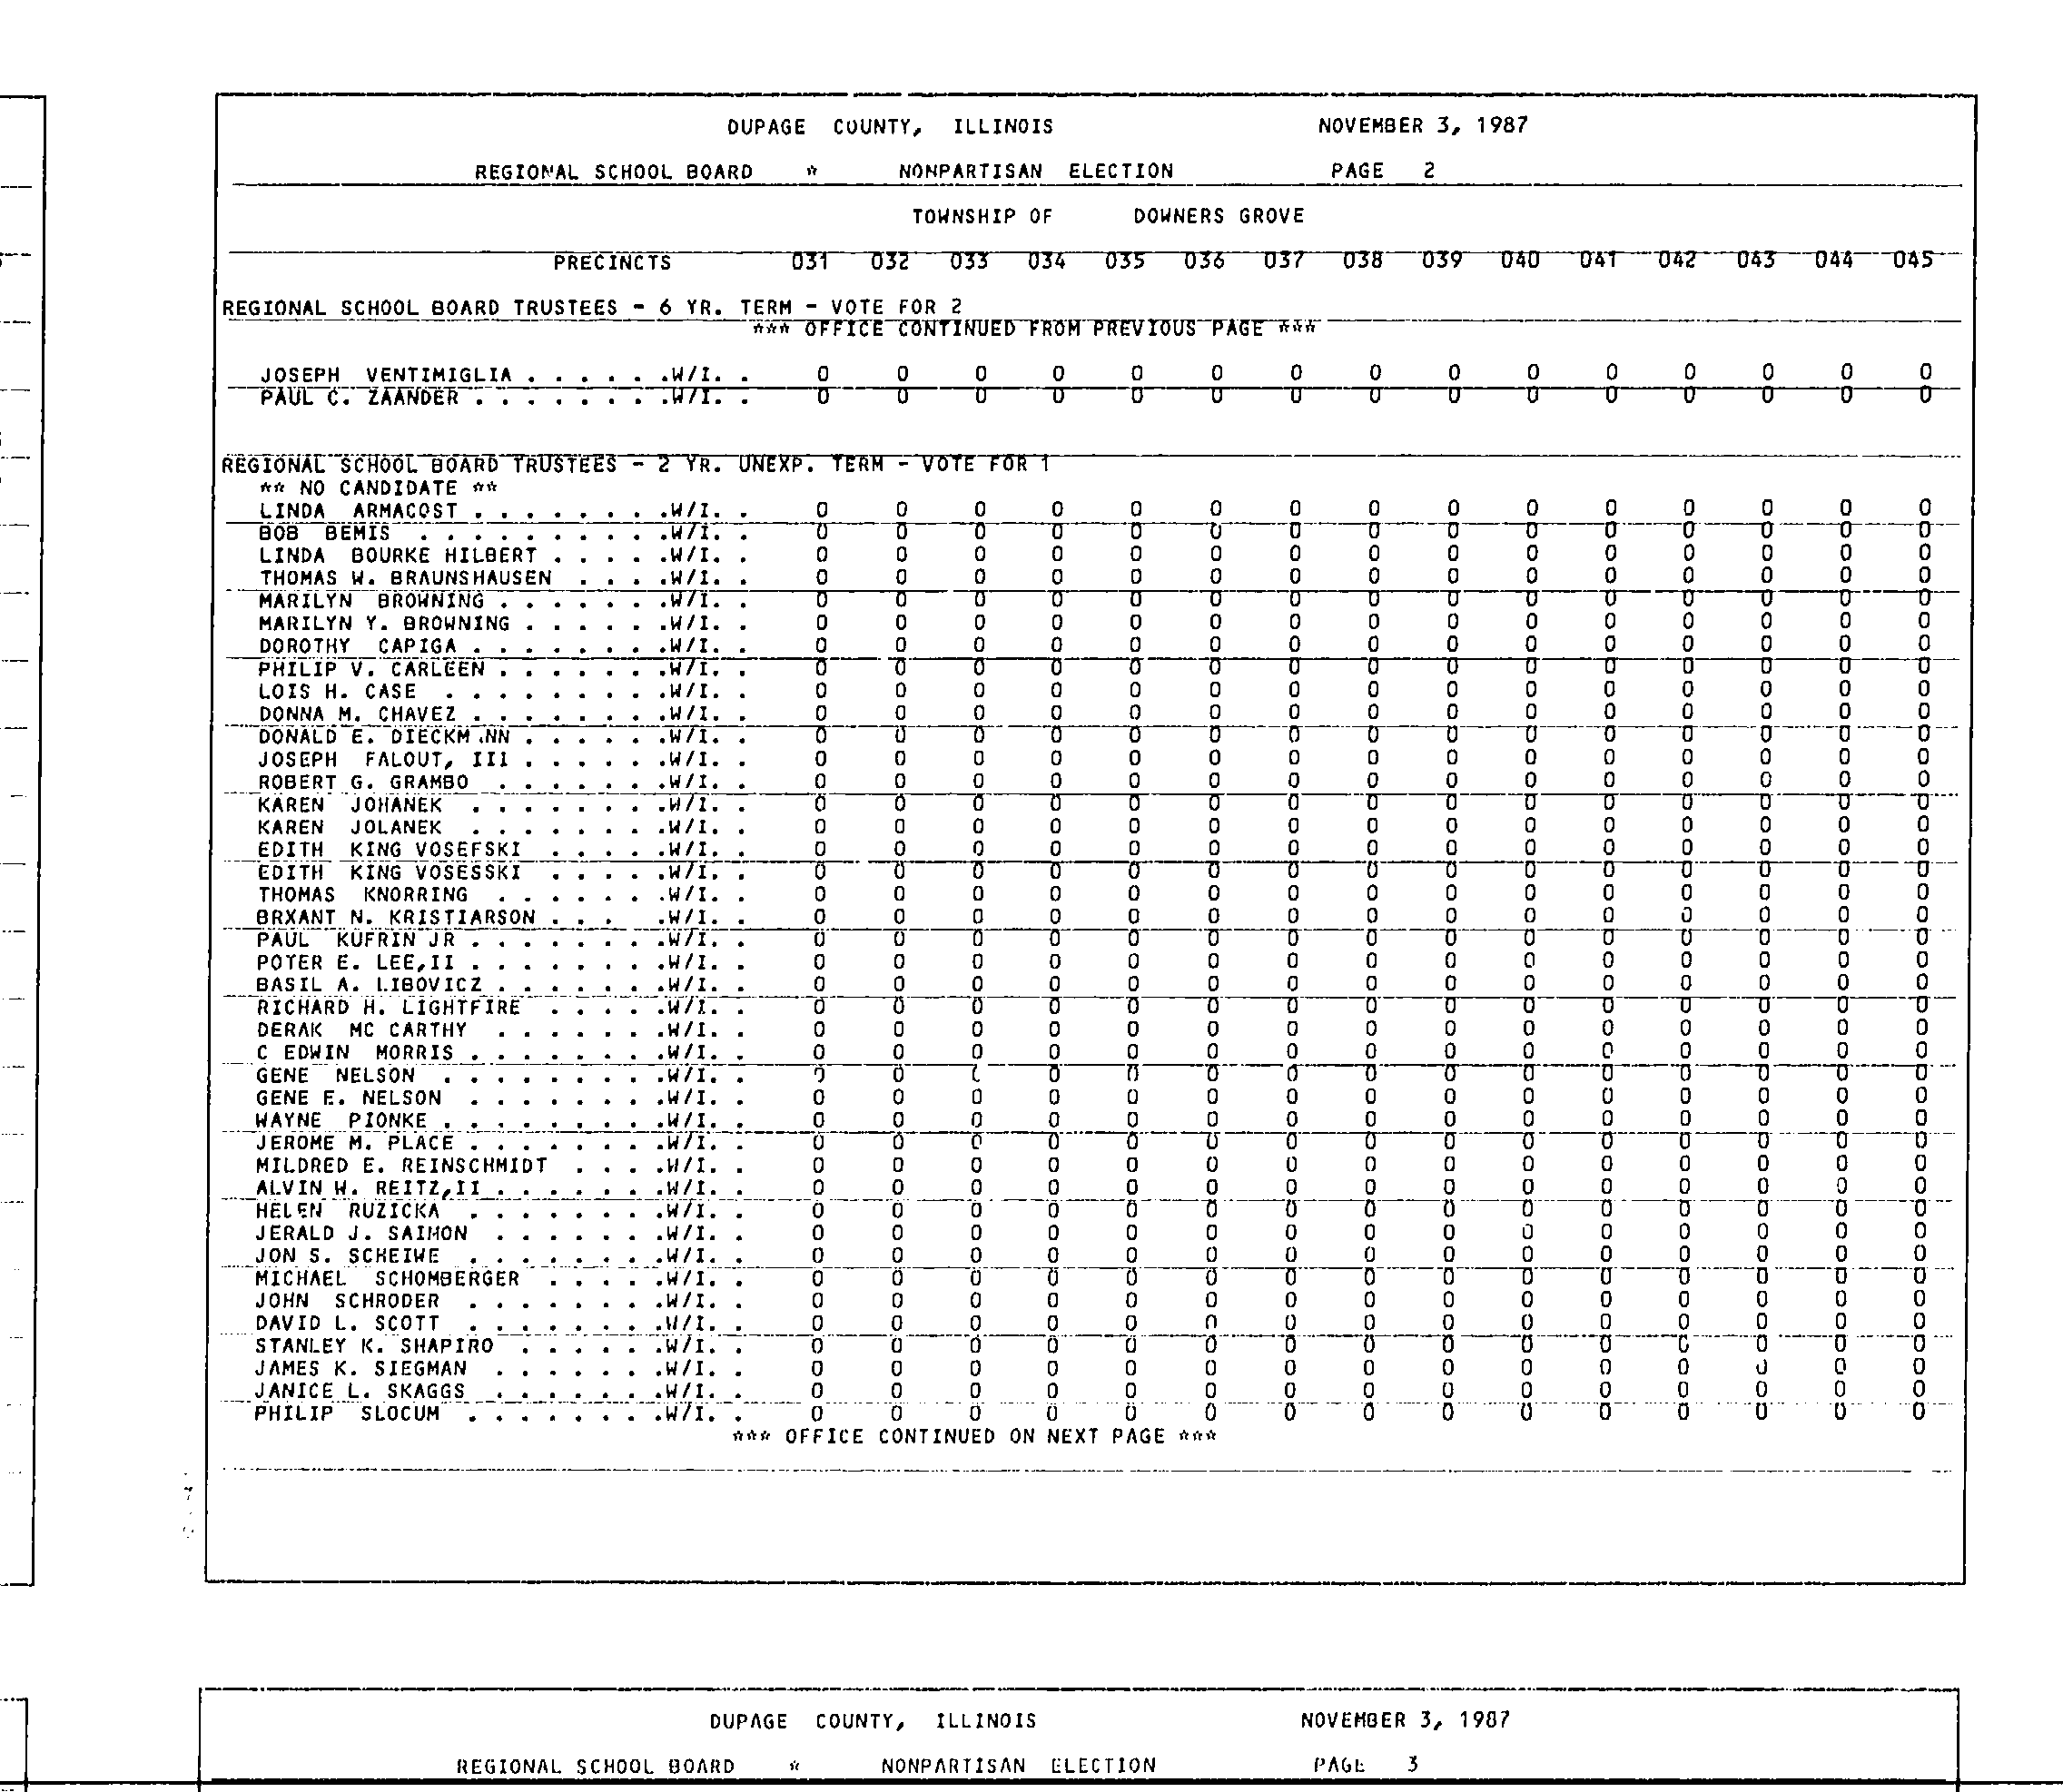 DUPAGE COUNTY, ILLINOIS NOVEMBER 3, 1987
REGIONAL SCHOOL BOARD * NONPARTISAN ELECTION PAGE 2
TOWNSHIP OF DOWNERS GROVE
PRECINCTS 031 032 033 034 035 036 037 038 039 040 041 042 043 044 045
REGIONAL SCHOOL BOARD TRUSTEES - 6 YR. TERM - VOTE FOR 2
*** OFFICE CONTINUED FROM PREVIOUS PAGE ***
JOSEPH VENTIMIGLIA . . . . . .W/I. . 0 0 0 0 0 0 0 0 0 0 0 0 0 0 0
PAUL C. ZAANDER . . . . . . . .W/I. . 0 0 0 0 0 0 0 0 0 0 0 0 0 0 0
REGIONAL SCHOOL BOARD TRUSTEES - 2 YR. UNEXP. TERM - VOTE FOR 1
** NO CANDIDATE **
LINDA ARMACOST . . . . . . . .W/I. . 0 0 0 0 0 0 0 0 0 0 0 0 0 0 0
BOB BEMIS . . . . . . . . . .W/I. . 0 0 0 0 0 0 0 0 0 0 0 0 0 0 0
LINDA BOURKE HILBERT . . . . .W/I. . 0 0 0 0 0 0 0 0 0 0 0 0 0 0 0
THOMAS W. BRAUNSHAUSEN . . . .W/I. . 0 0 0 0 0 0 0 0 0 0 0 0 0 0 0
MARILYN BROWNING . . . . . . .W/I. . 0 0 0 0 0 0 0 0 0 0 0 0 0 0 0
MARILYN Y. BROWNING . . . . . .W/I. . 0 0 0 0 0 0 0 0 0 0 0 0 0 0 0
DOROTHY CAPIGA . . . . . . . .W/I. . 0 0 0 0 0 0 0 0 0 0 0 0 0 0 0
PHILIP V. CARLEEN . . . . . . .W/I. . 0 0 0 0 0 0 0 0 0 0 0 0 0 0 0
LOIS H. CASE . . . . . . . . .W/I. . 0 0 0 0 0 0 0 0 0 0 0 0 0 0 0
DONNA M. CHAVEZ . . . . . . . .W/I. . 0 0 0 0 0 0 0 0 0 0 0 0 0 0 0
DONALD E. DIECKM NN . . . . . .W/I. . 0 0 0 0 0 0 0 0 0 0 0 0 0 0 0
JOSEPH FALOUT, III . . . . . .W/I. . 0 0 0 0 0 0 0 0 0 0 0 0 0 0 0
ROBERT G. GRAMBO . . . . . . .W/I. . 0 0 0 0 0 0 0 0 0 0 0 0 0 0 0
KAREN JOHANEK . . . . . . . .W/I. . 0 0 0 0 0 0 0 0 0 0 0 0 0 0 0
KAREN JOLANEK . . . . . . . .W/I. . 0 0 0 0 0 0 0 0 0 0 0 0 0 0 0
EDITH KING VOSEFSKI . . . . .W/I. . 0 0 0 0 0 0 0 0 0 0 0 0 0 0 0
EDITH KING VOSESSKI . . . . .W/I. . 0 0 0 0 0 0 0 0 0 0 0 0 0 0 0
THOMAS KNORRING . . . . . . .W/I. . 0 0 0 0 0 0 0 0 0 0 0 0 0 0 0
BRXANT N. KRISTIARSON . . . .W/I. . 0 0 0 0 0 0 0 0 0 0 0 0 0 0 0
PAUL KUFRIN JR . . . . . . . .W/I. . 0 0 0 0 0 0 0 0 0 0 0 0 0 0 0
POTER E. LEE,II . . . . . . . .W/I. . 0 0 0 0 0 0 0 0 0 0 0 0 0 0 0
BASIL A. LIBOVICZ . . . . . . .W/I. . 0 0 0 0 0 0 0 0 0 0 0 0 0 0 0
RICHARD H. LIGHTFIRE . . . . .W/I. . 0 0 0 0 0 0 0 0 0 0 0 0 0 0 0
DERAK MC CARTHY . . . . . . .W/I. . 0 0 0 0 0 0 0 0 0 0 0 0 0 0 0
C EDWIN MORRIS . . . . . . . .W/I. . 0 0 0 0 0 0 0 0 0 0 0 0 0 0 0
GENE NELSON . . . . . . . . .W/I. . 0 0 0 0 0 0 0 0 0 0 0 0 0 0 0
GENE E. NELSON . . . . . . . .W/I. . 0 0 0 0 0 0 0 0 0 0 0 0 0 0 0
WAYNE PIONKE . . . . . . . . .W/I. . 0 0 0 0 0 0 0 0 0 0 0 0 0 0 0
JEROME M. PLACE . . . . . . . .W/I. . 0 0 0 0 0 0 0 0 0 0 0 0 0 0 0
MILDRED E. REINSCHMIDT . . . .W/I. . 0 0 0 0 0 0 0 0 0 0 0 0 0 0 0
ALVIN W. REITZ,II . . . . . . .W/I. . 0 0 0 0 0 0 0 0 0 0 0 0 0 0 0
HELEN RUZICKA . . . . . . . .W/I. . 0 0 0 0 0 0 0 0 0 0 0 0 0 0 0
JERALD J. SAIMON . . . . . . .W/I. . 0 0 0 0 0 0 0 0 0 0 0 0 0 0 0
JON S. SCHEIWE . . . . . . . .W/I. . 0 0 0 0 0 0 0 0 0 0 0 0 0 0 0
MICHAEL SCHOMBERGER . . . . .W/I. . 0 0 0 0 0 0 0 0 0 0 0 0 0 0 0
JOHN SCHRODER . . . . . . . .W/I. . 0 0 0 0 0 0 0 0 0 0 0 0 0 0 0
DAVID L. SCOTT . . . . . . . .W/I. . 0 0 0 0 0 0 0 0 0 0 0 0 0 0 0
STANLEY K. SHAPIRO . . . . . .W/I. . 0 0 0 0 0 0 0 0 0 0 0 0 0 0 0
JAMES K. SIEGMAN . . . . . . .W/I. . 0 0 0 0 0 0 0 0 0 0 0 0 0 0 0
JANICE L. SKAGGS . . . . . . .W/I. . 0 0 0 0 0 0 0 0 0 0 0 0 0 0 0
PHILIP SLOCUM . . . . . . . .W/I. . 0 0 0 0 0 0 0 0 0 0 0 0 0 0 0
*** OFFICE CONTINUED ON NEXT PAGE ***
DUPAGE COUNTY, ILLINOIS NOVEMBER 3, 1987
REGIONAL SCHOOL BOARD * NONPARTISAN ELECTION PAGE 3